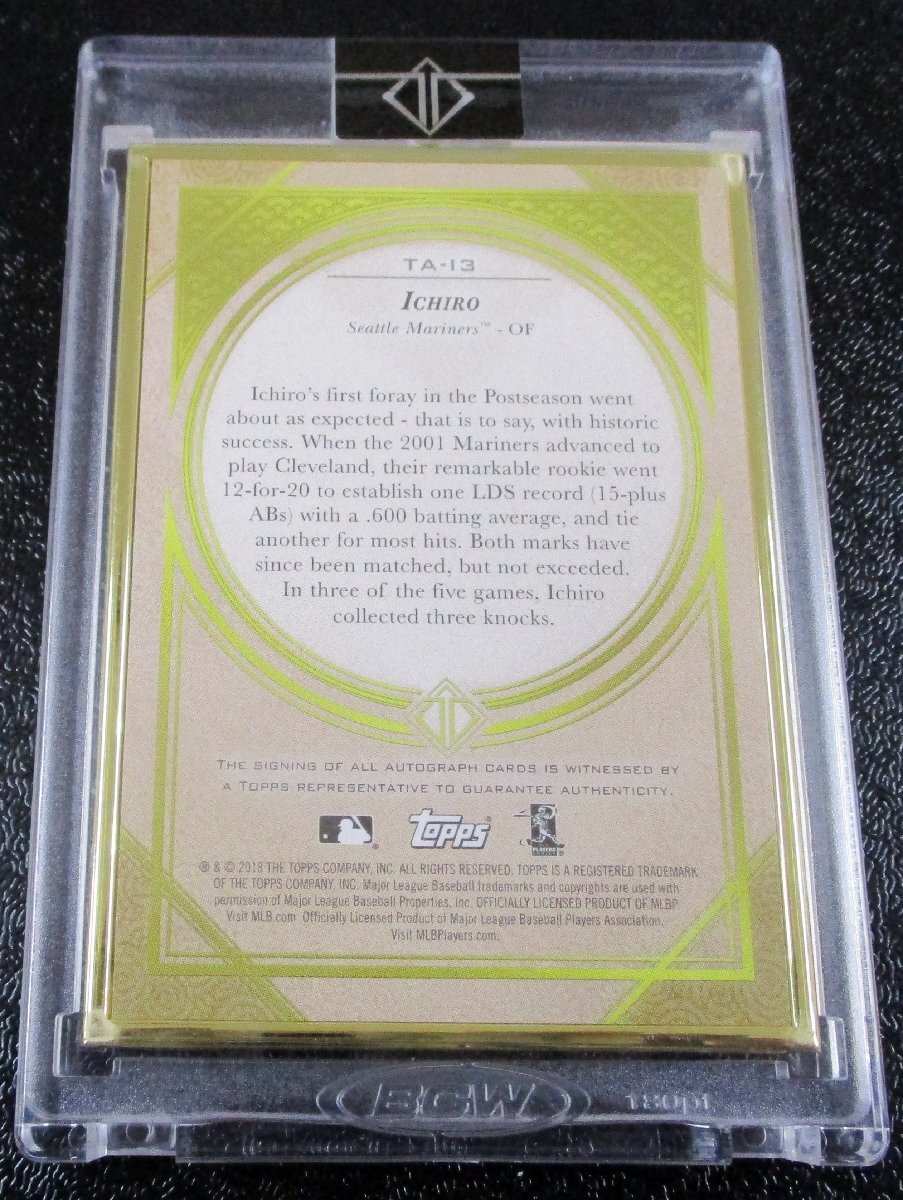 TA-13
ICHIRO
Seattle Mariners™ - OF
Ichiro's first foray in the Postseason went
about as expected - that is to say, with historic
success. When the 2001 Mariners advanced to
play Cleveland, their remarkable rookie went
12-for-20 to establish one LDS record (15-plus
ABs) with a .600 batting average, and tie
another for most hits. Both marks have
since been matched, but not exceeded.
In three of the five games, Ichiro
collected three knocks.
THE SIGNING OF ALL AUTOGRAPH CARDS IS WITNESSED BY
A TOPPS REPRESENTATIVE TO GUARANTEE AUTHENTICITY.
topps®
PLAYERS
® & © 2018 THE TOPPS COMPANY, INC. ALL RIGHTS RESERVED. TOPPS IS A REGISTERED TRADEMARK
OF THE TOPPS COMPANY, INC. Major League Baseball trademarks and copyrights are used with
permission of Major League Baseball Properties, Inc. OFFICIALLY LICENSED PRODUCT OF MLBP
Visit MLB.com Officially Licensed Product of Major League Baseball Players Association.
Visit MLBPlayers.com.
BCW 180pt